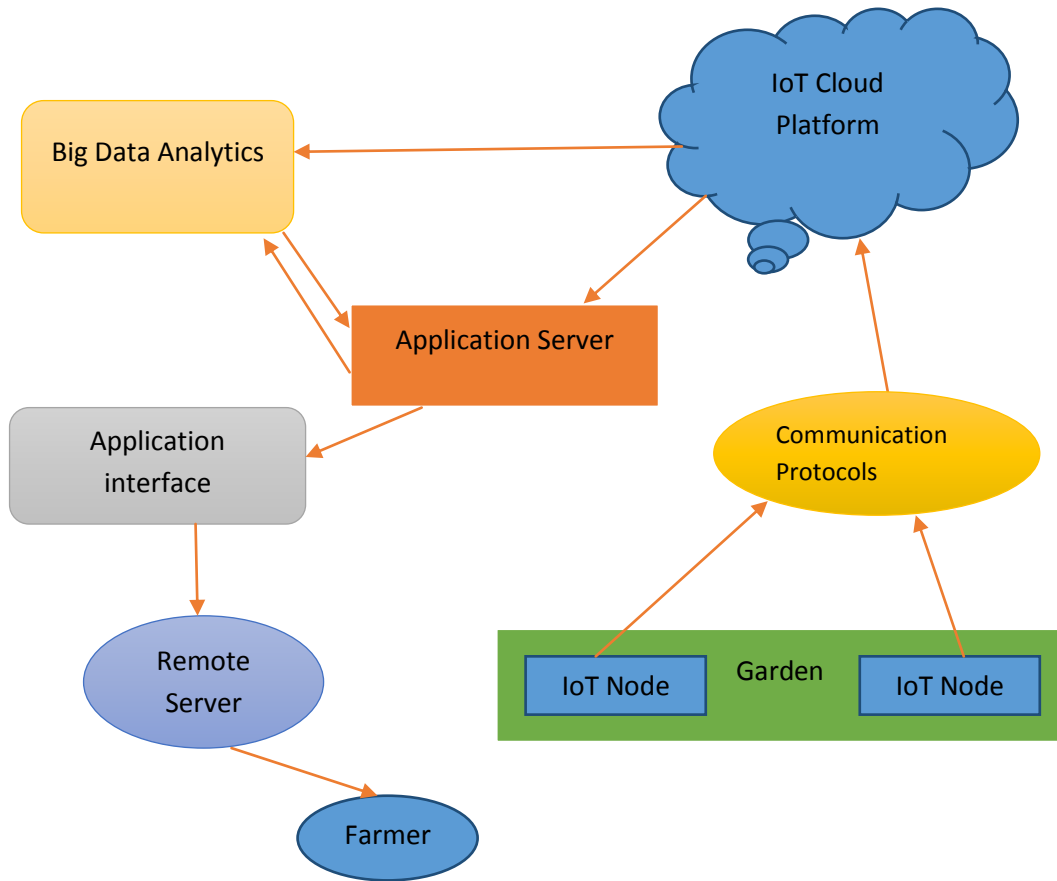 IoT Cloud
Platform
Big Data Analytics
Application Server
Application
interface
Communication
Protocols
Remote
Server
IoT Node
Garden
IoT Node
Farmer